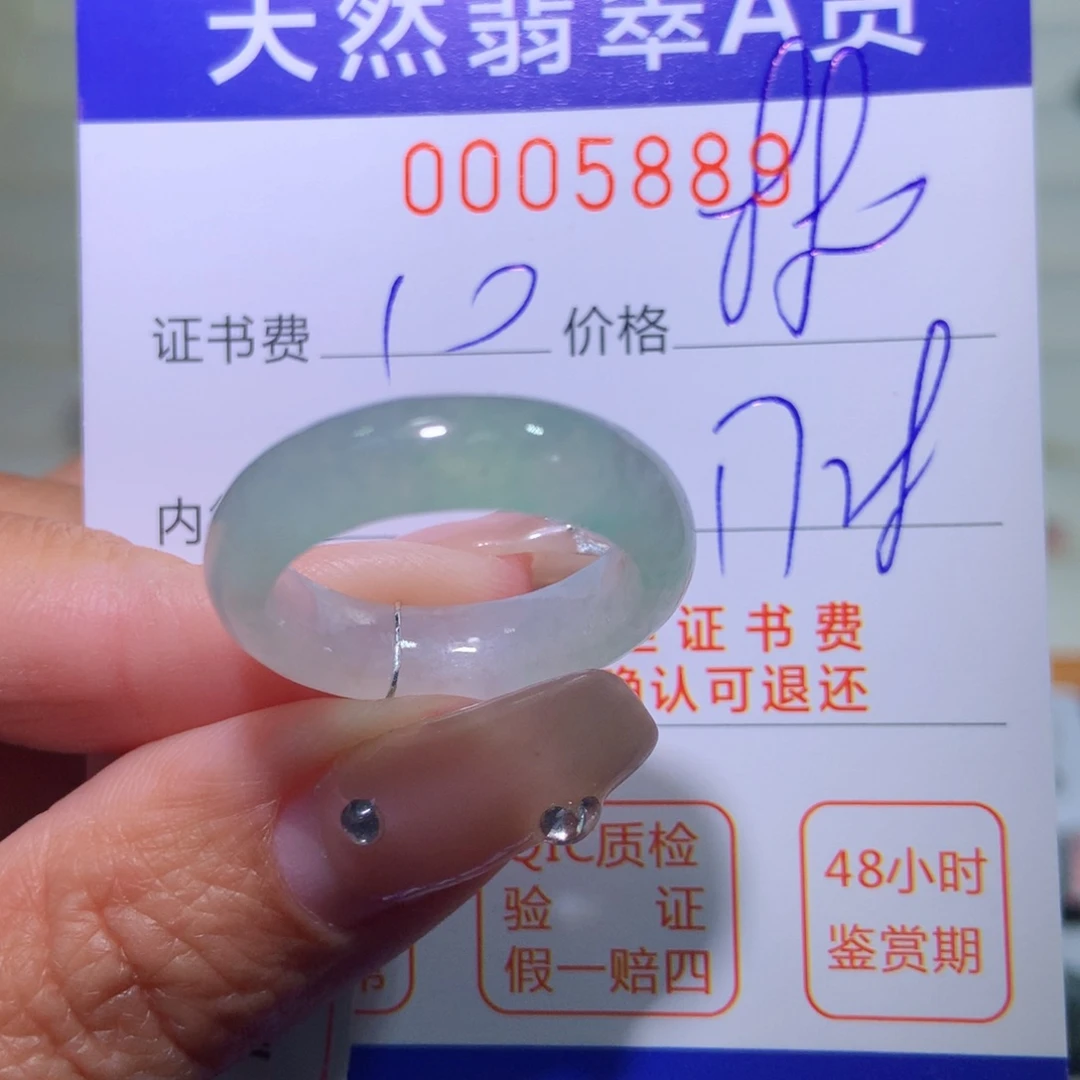 天然翡翠A货
0005889
证书费 10 价格
内
证书费
确认可退还
QIC质检
验 证
假一赔四
48小时
鉴赏期